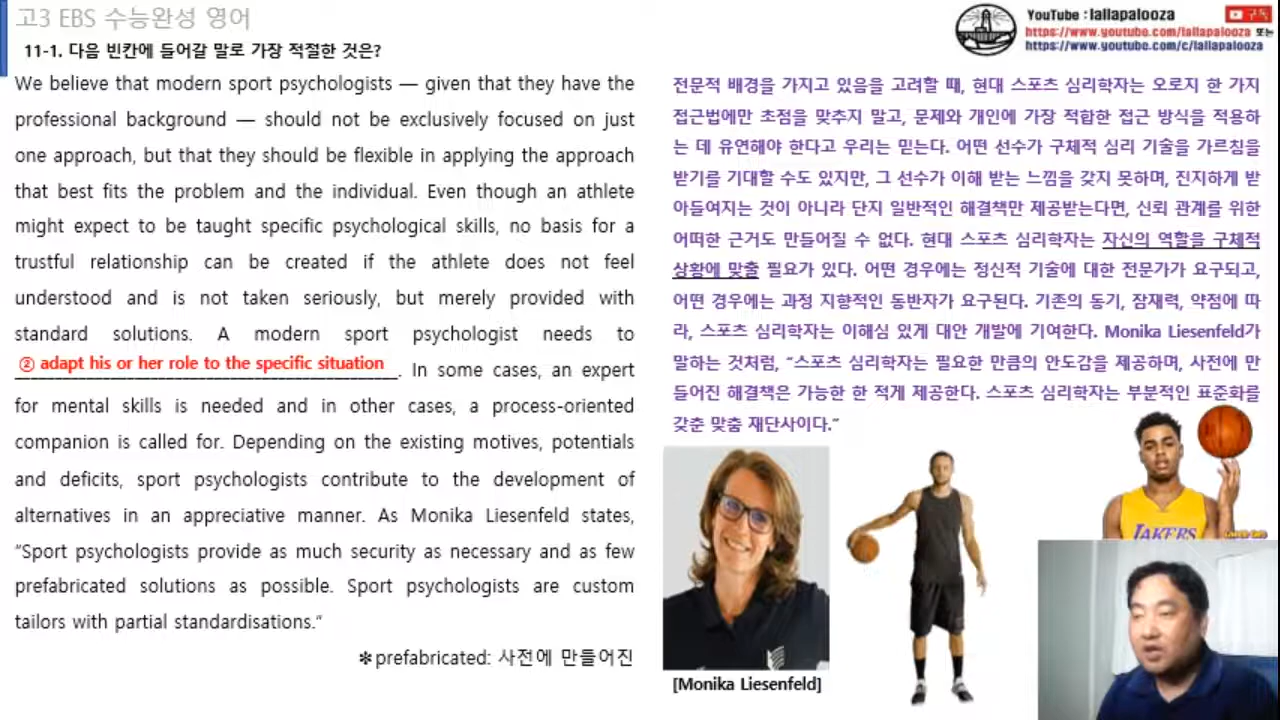 고3 EBS 수능완성 영어
YouTube : lallapalooza
구독
https://www.youtube.com/lallapalooza 또는
https://www.youtube.com/c/lallapalooza
11-1. 다음 빈칸에 들어갈 말로 가장 적절한 것은?
We believe that modern sport psychologists — given that they have the
professional background — should not be exclusively focused on just
one approach, but that they should be flexible in applying the approach
that best fits the problem and the individual. Even though an athlete
might expect to be taught specific psychological skills, no basis for a
trustful relationship can be created if the athlete does not feel
understood and is not taken seriously, but merely provided with
standard solutions. A modern sport psychologist needs to
② adapt his or her role to the specific situation. In some cases, an expert
for mental skills is needed and in other cases, a process-oriented
companion is called for. Depending on the existing motives, potentials
and deficits, sport psychologists contribute to the development of
alternatives in an appreciative manner. As Monika Liesenfeld states,
“Sport psychologists provide as much security as necessary and as few
prefabricated solutions as possible. Sport psychologists are custom
tailors with partial standardisations.”
✻prefabricated: 사전에 만들어진
전문적 배경을 가지고 있음을 고려할 때, 현대 스포츠 심리학자는 오로지 한 가지
접근법에만 초점을 맞추지 말고, 문제와 개인에 가장 적합한 접근 방식을 적용하
는 데 유연해야 한다고 우리는 믿는다. 어떤 선수가 구체적 심리 기술을 가르침을
받기를 기대할 수도 있지만, 그 선수가 이해 받는 느낌을 갖지 못하며, 진지하게 받
아들여지는 것이 아니라 단지 일반적인 해결책만 제공받는다면, 신뢰 관계를 위한
어떠한 근거도 만들어질 수 없다. 현대 스포츠 심리학자는 자신의 역할을 구체적
상황에 맞출 필요가 있다. 어떤 경우에는 정신적 기술에 대한 전문가가 요구되고,
어떤 경우에는 과정 지향적인 동반자가 요구된다. 기존의 동기, 잠재력, 약점에 따
라, 스포츠 심리학자는 이해심 있게 대안 개발에 기여한다. Monika Liesenfeld가
말하는 것처럼, “스포츠 심리학자는 필요한 만큼의 안도감을 제공하며, 사전에 만
들어진 해결책은 가능한 한 적게 제공한다. 스포츠 심리학자는 부분적인 표준화를
갖춘 맞춤 재단사이다.”
LAKERS
[Monika Liesenfeld]